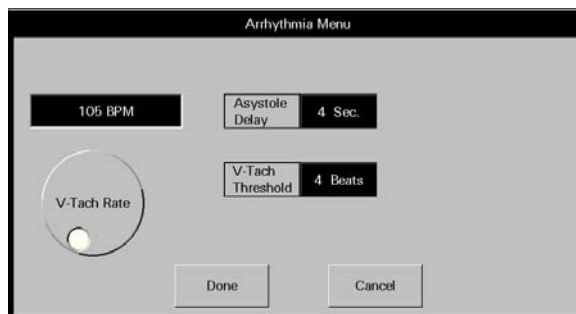 Arrhythmia Menu
105 BPM
Asystole
Delay
4 Sec.
V-Tach
Threshold
4 Beats
V-Tach Rate
Done
Cancel